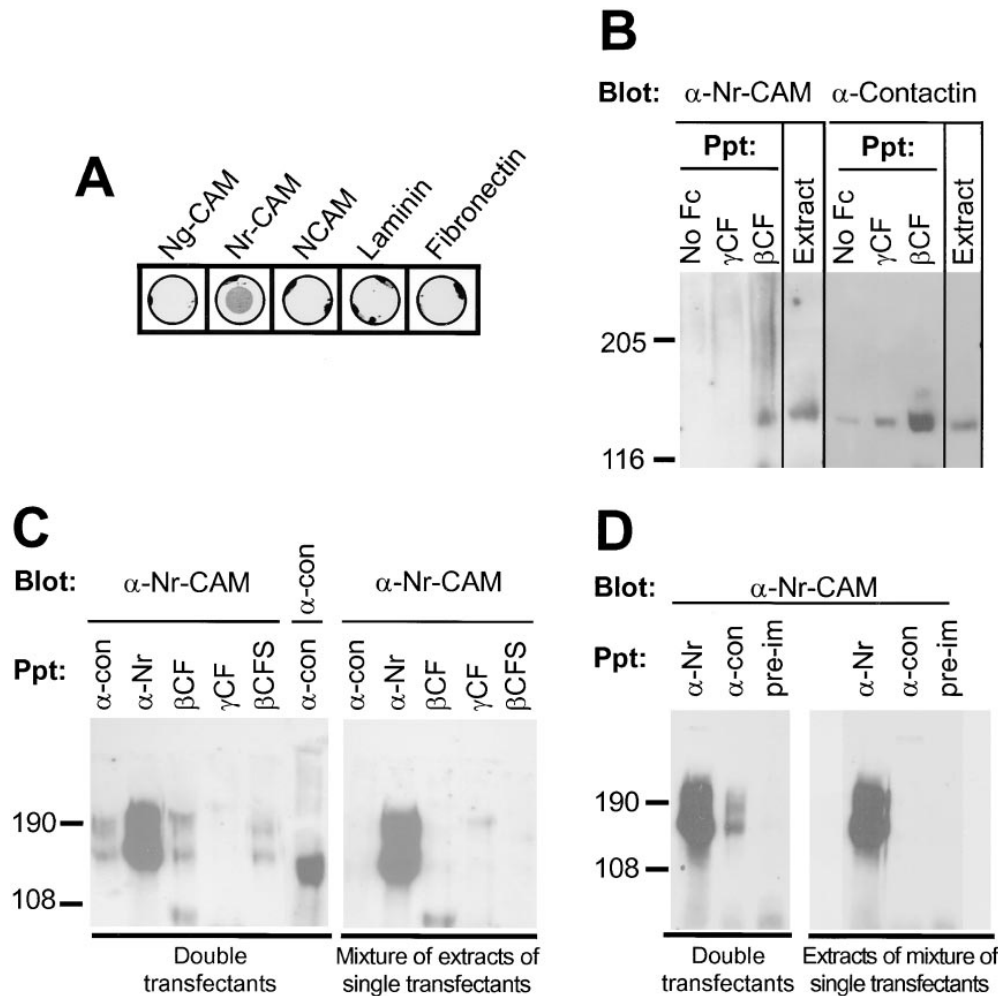 A
Ng-CAM
Nr-CAM
NCAM
Laminin
Fibronectin
B
Blot: α-Nr-CAM α-Contactin
Ppt: Ppt:
No Fc
γCF
βCF
Extract
No Fc
γCF
βCF
Extract
205
116
C
Blot: α-Nr-CAM α-con α-Nr-CAM
Ppt: α-con α-Nr βCF γCF βCFS α-con α-con α-Nr βCF γCF βCFS
190
108
Double Mixture of extracts of
transfectants single transfectants
D
Blot: α-Nr-CAM
Ppt: α-Nr α-con pre-im α-Nr α-con pre-im
190
108
Double Extracts of mixture of
transfectants single transfectants